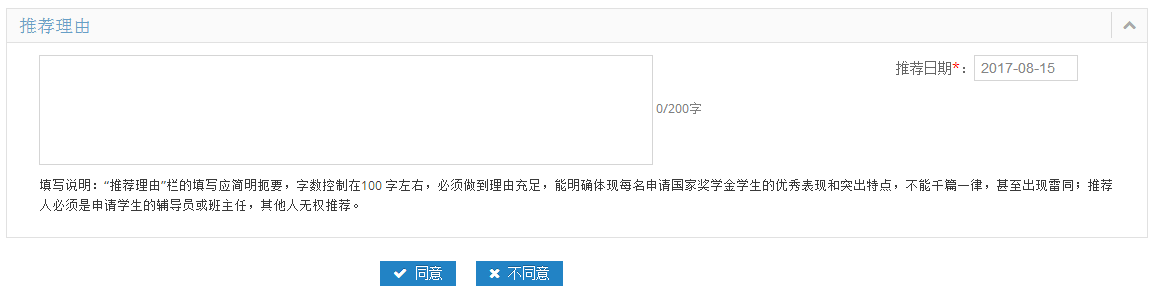 推荐理由
推荐日期*： 2017-08-15
0/200字
填写说明：“推荐理由”栏的填写应简明扼要，字数控制在100 字左右，必须做到理由充足，能明确体现每名申请国家奖学金学生的优秀表现和突出特点，不能千篇一律，甚至出现雷同；推荐
人必须是申请学生的辅导员或班主任，其他人无权推荐。
同意 不同意